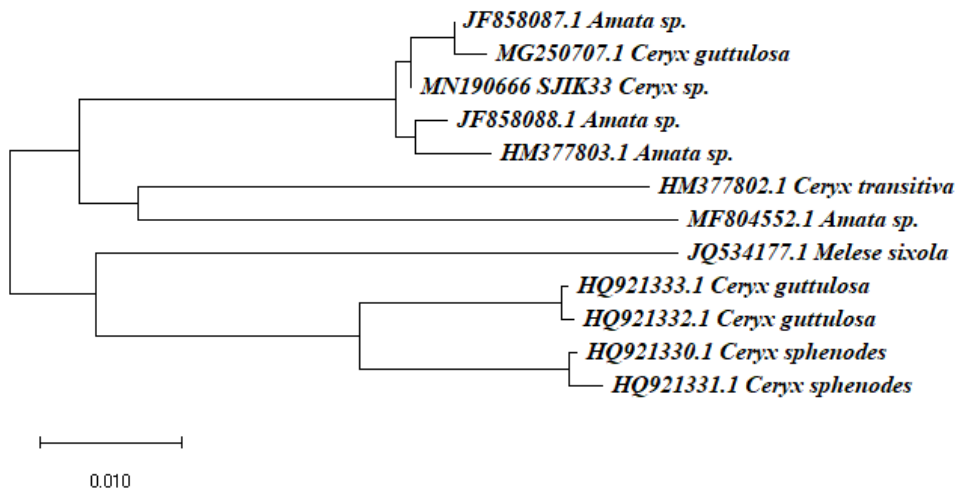 JF858087.1 Amata sp.
MG250707.1 Ceryx guttulosa
MN190666 SJIK33 Ceryx sp.
JF858088.1 Amata sp.
HM377803.1 Amata sp.
HM377802.1 Ceryx transitiva
MF804552.1 Amata sp.
JQ534177.1 Melese sixola
HQ921333.1 Ceryx guttulosa
HQ921332.1 Ceryx guttulosa
HQ921330.1 Ceryx sphenodes
HQ921331.1 Ceryx sphenodes
0.010